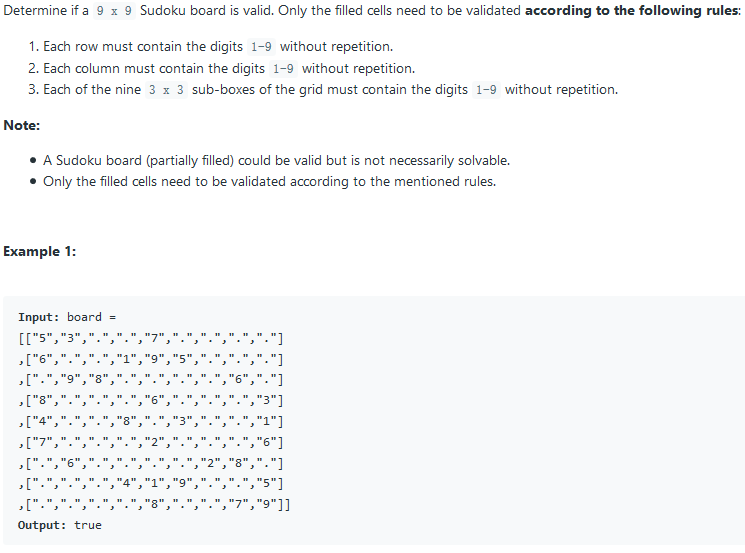 Determine if a 9 x 9 Sudoku board is valid. Only the filled cells need to be validated according to the following rules:
1. Each row must contain the digits 1-9 without repetition.
2. Each column must contain the digits 1-9 without repetition.
3. Each of the nine 3 x 3 sub-boxes of the grid must contain the digits 1-9 without repetition.
Note:
• A Sudoku board (partially filled) could be valid but is not necessarily solvable.
• Only the filled cells need to be validated according to the mentioned rules.
Example 1:
Input: board =
[["5","3",".",".","7",".",".",".","."]
,["6",".",".","1","9","5",".",".","."]
,[".","9","8",".",".",".",".","6","."]
,["8",".",".",".","6",".",".",".","3"]
,["4",".",".","8",".","3",".",".","1"]
,["7",".",".",".","2",".",".",".","6"]
,[".","6",".",".",".",".","2","8","."]
,[".",".",".","4","1","9",".",".","5"]
,[".",".",".",".","8",".",".","7","9"]]
Output: true